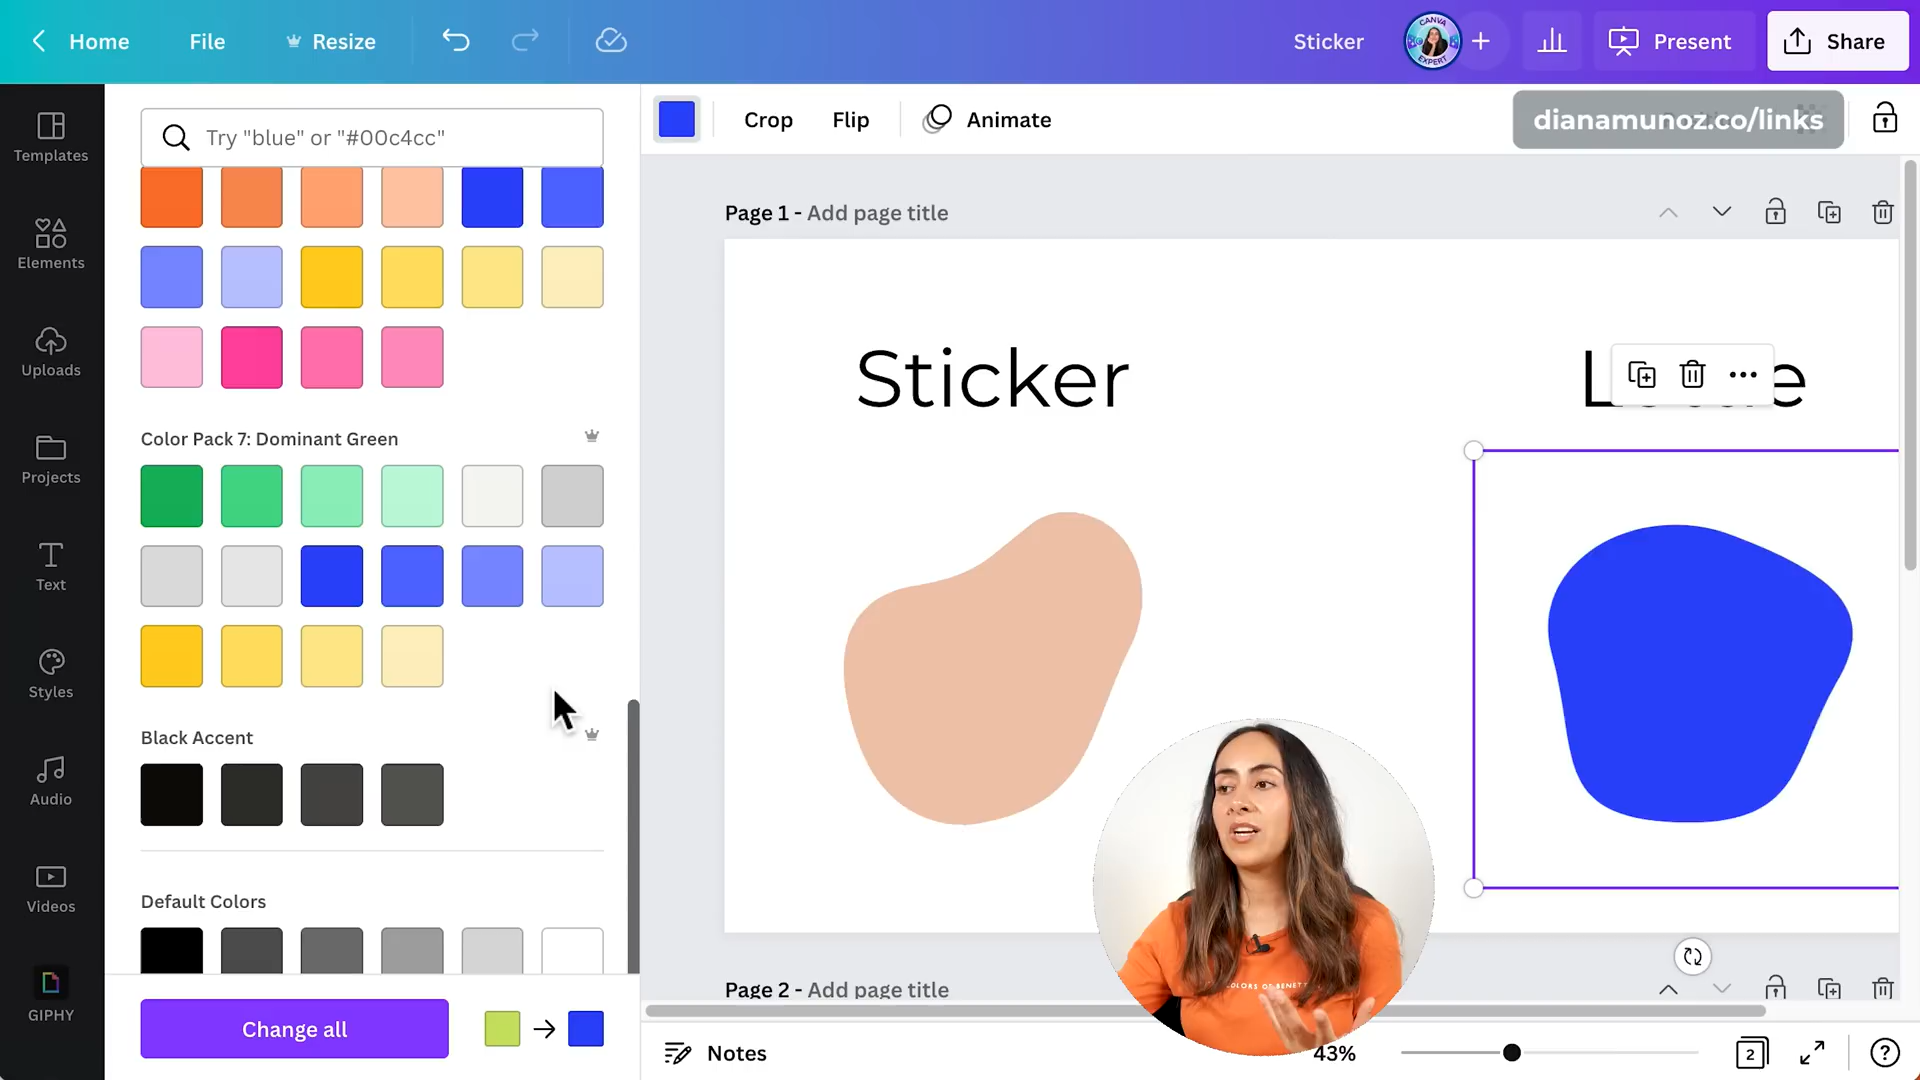 Home
File
Resize
Sticker
CANVA
EXPERT
Present
Share
Templates
Elements
Uploads
Projects
Text
Styles
Audio
Videos
GIPHY
Try "blue" or "#00c4cc"
Color Pack 7: Dominant Green
Black Accent
Default Colors
Change all
Crop
Flip
Animate
dianamunoz.co/links
Page 1 - Add page title
Sticker
Page 2 - Add page title
Notes
43%
2
?